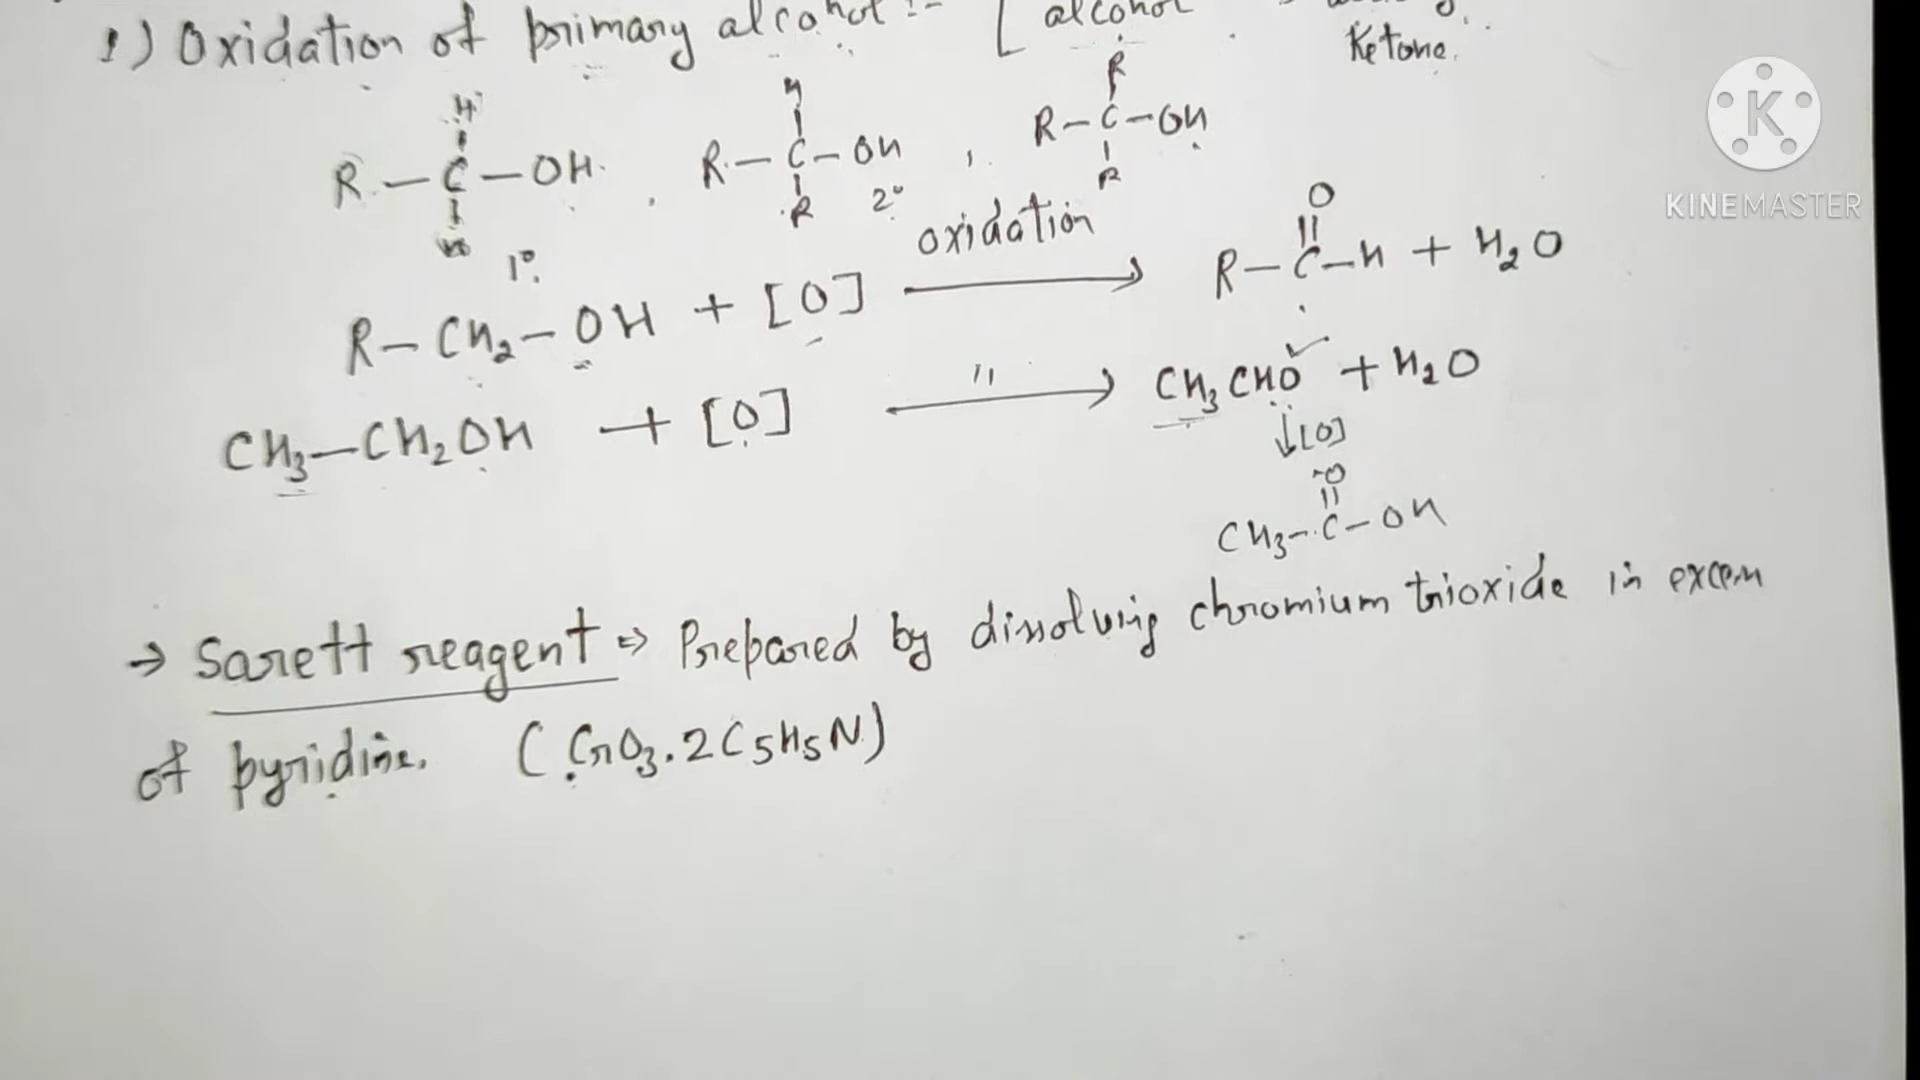 1) Oxidation of primary alcohol :- [ alcohol
Ketone.
H H R
R-C-OH , R-C-OH , R-C-OH
H R R
1° 2°
R-CH2-OH + [O] oxidation → R-C-H + H2O
O
CH3-CH2OH + [O] '' → CH3CHO ✓ + H2O
↓[O]
O
CH3-C-OH
→ Sarett reagent ⇒ Prepared by dissolving chromium trioxide in excess
of pyridine. (CrO3.2C5H5N)
K
KINEMASTER